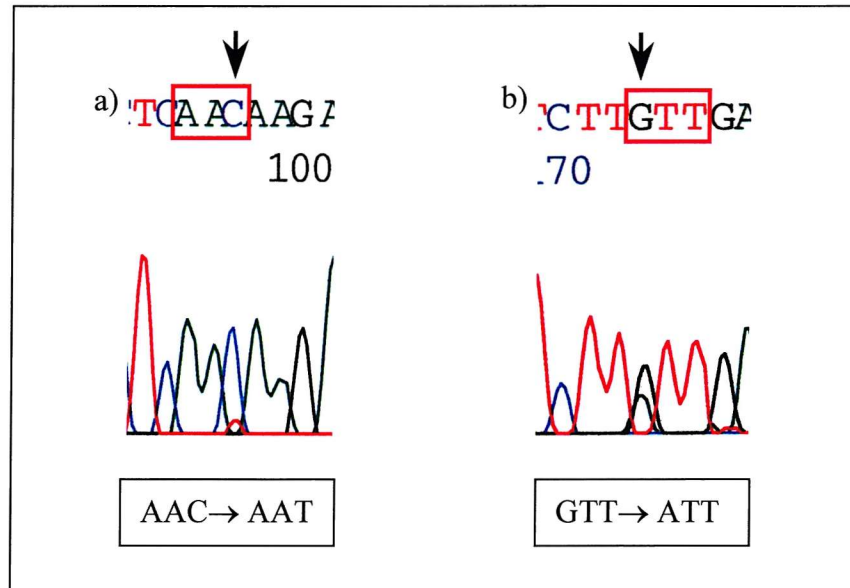 a) TCAACAAGA
100
b) CTTGTTGA
.70
AAC→ AAT
GTT→ ATT